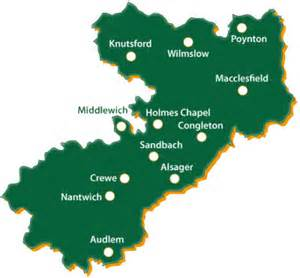 Poynton
Knutsford
Wilmslow
Macclesfield
Middlewich
Holmes Chapel
Congleton
Sandbach
Crewe
Alsager
Nantwich
Audlem